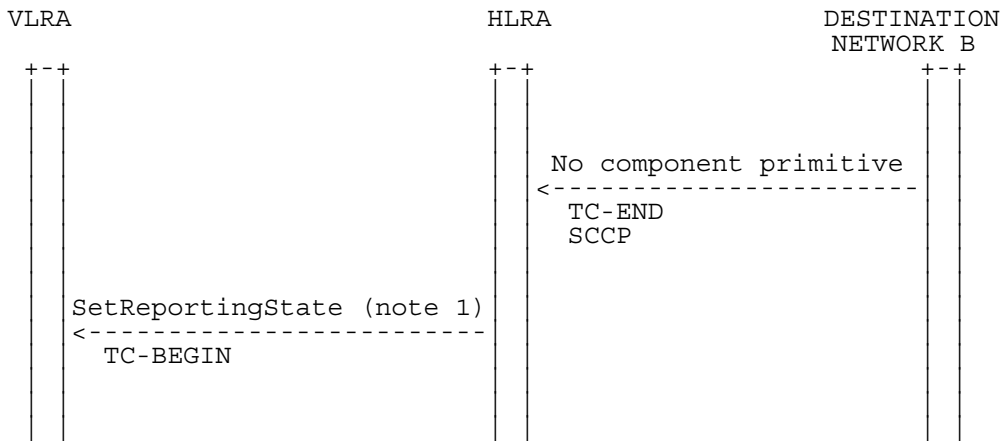 VLRA HLRA DESTINATION
NETWORK B
No component primitive
TC-END
SCCP
SetReportingState (note 1)
TC-BEGIN